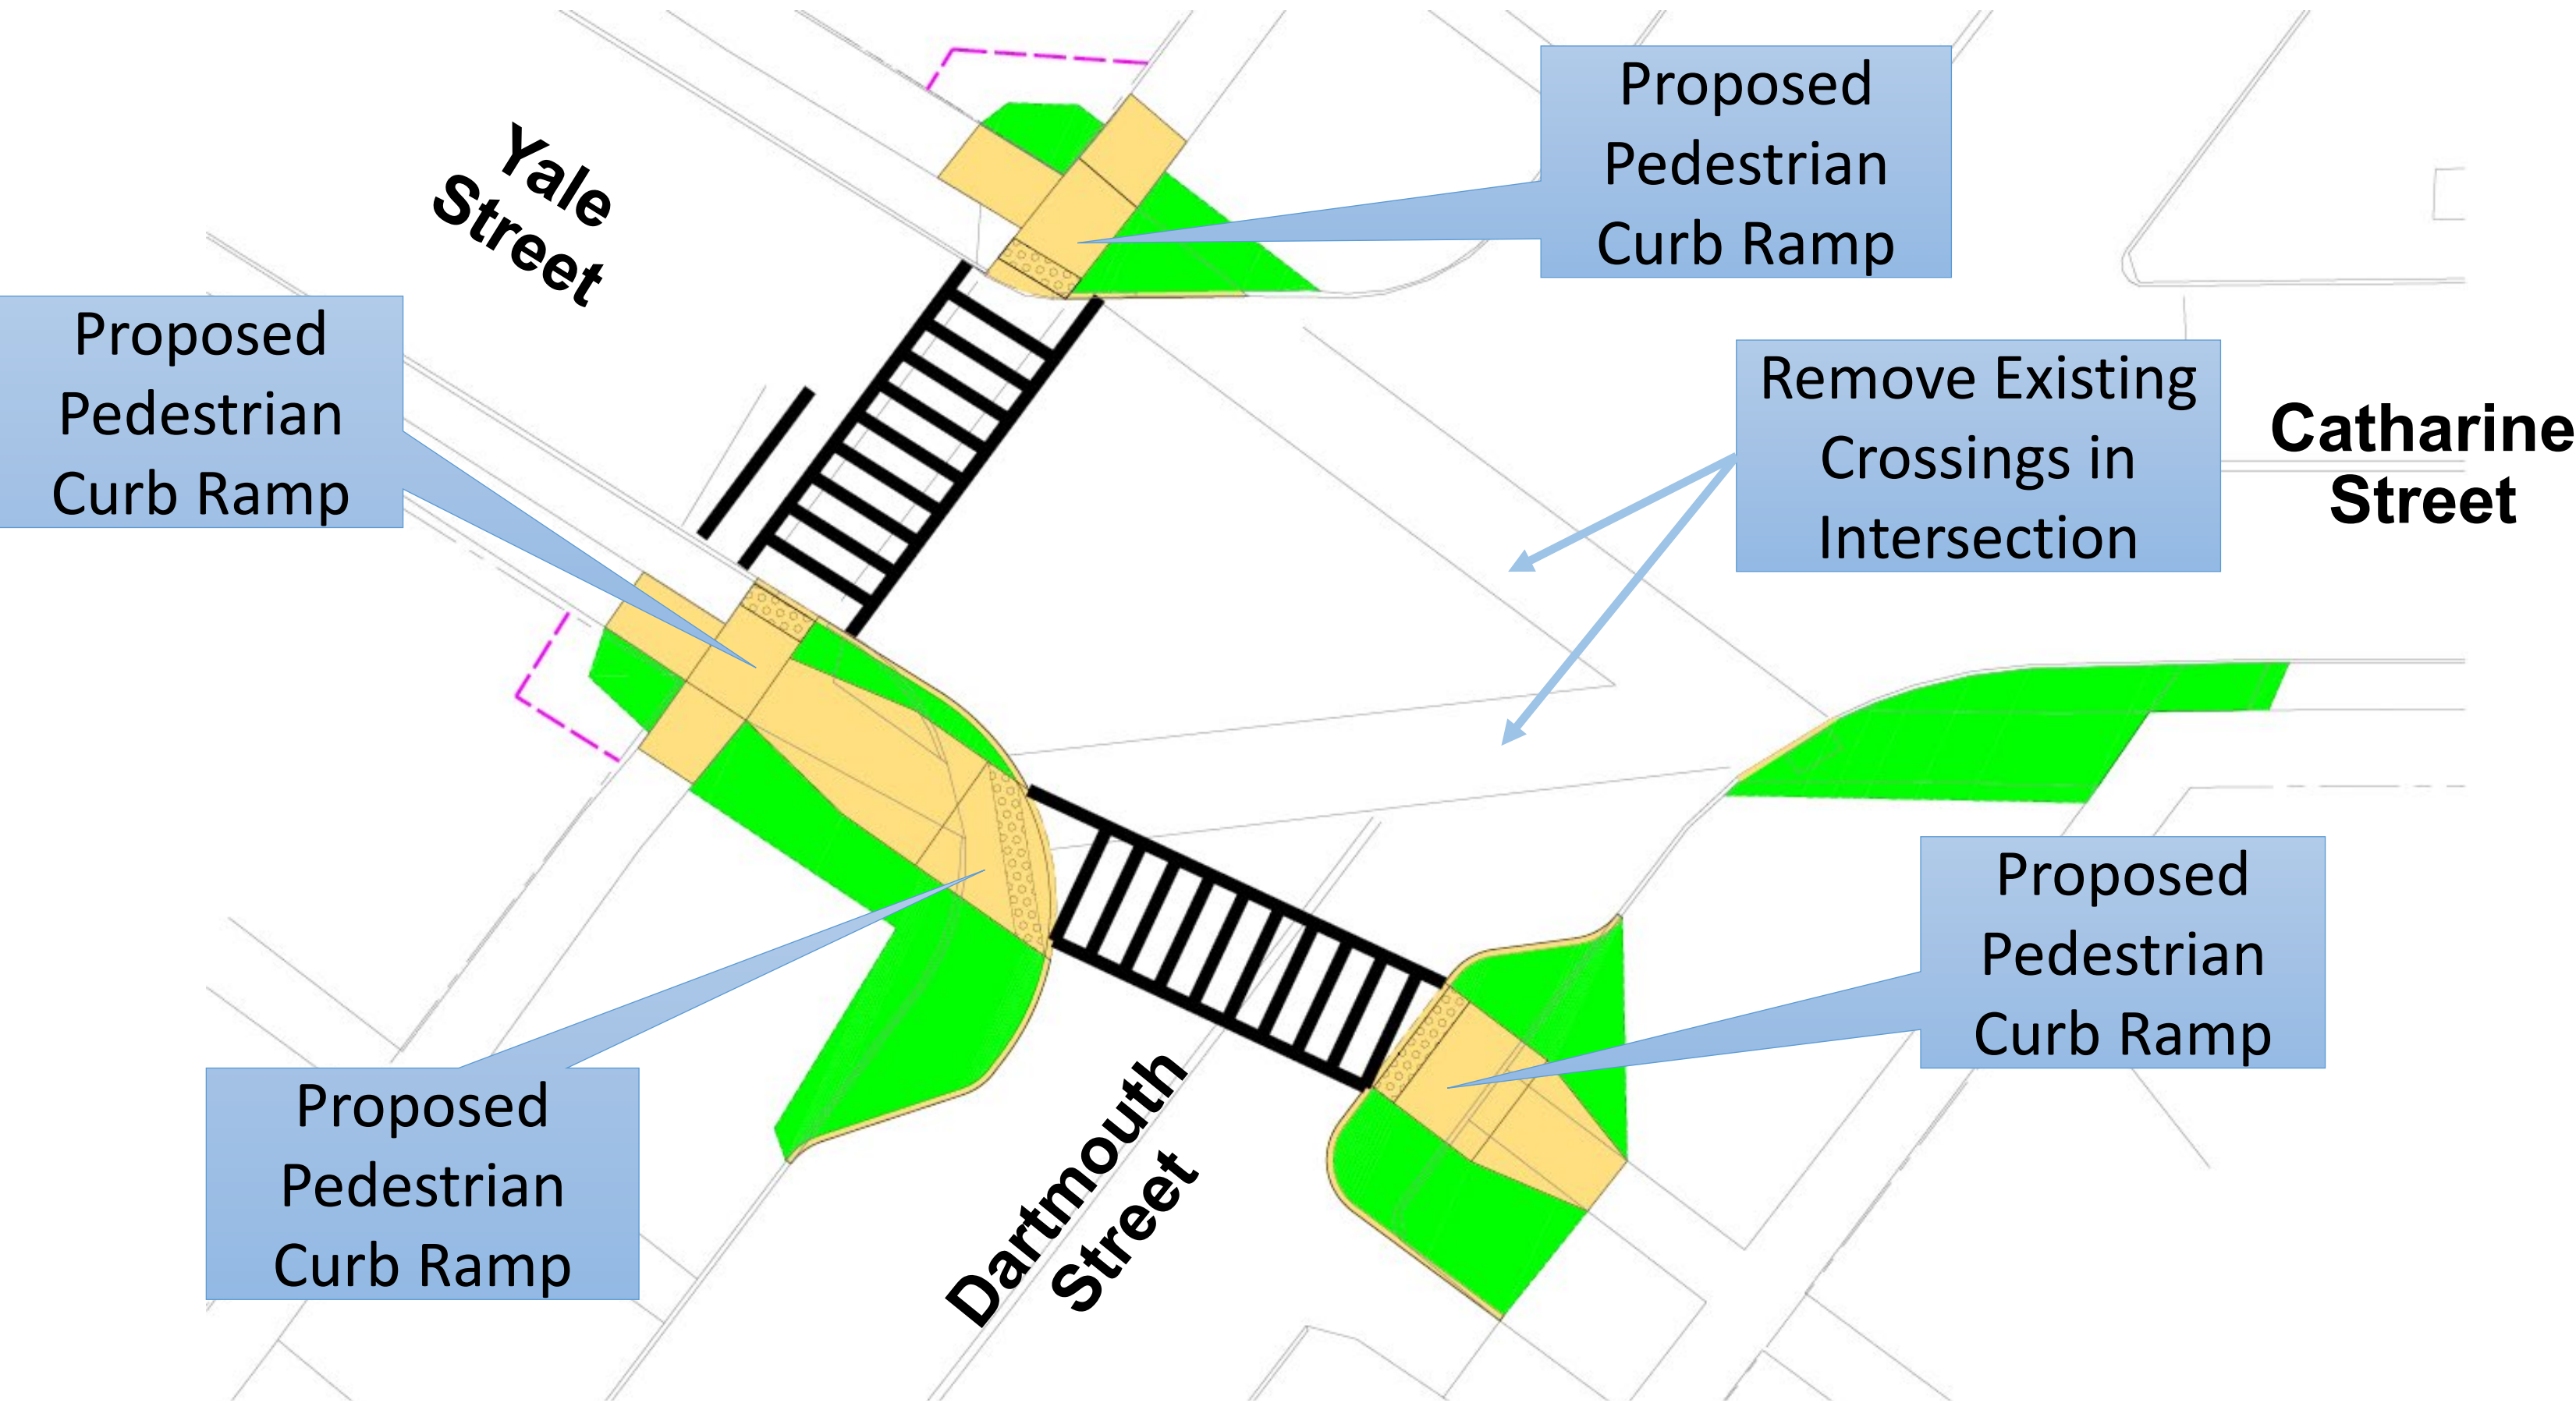 Yale
Street
Proposed
Pedestrian
Curb Ramp
Proposed
Pedestrian
Curb Ramp
Remove Existing
Crossings in
Intersection
Catharine
Street
Proposed
Pedestrian
Curb Ramp
Proposed
Pedestrian
Curb Ramp
Dartmouth
Street